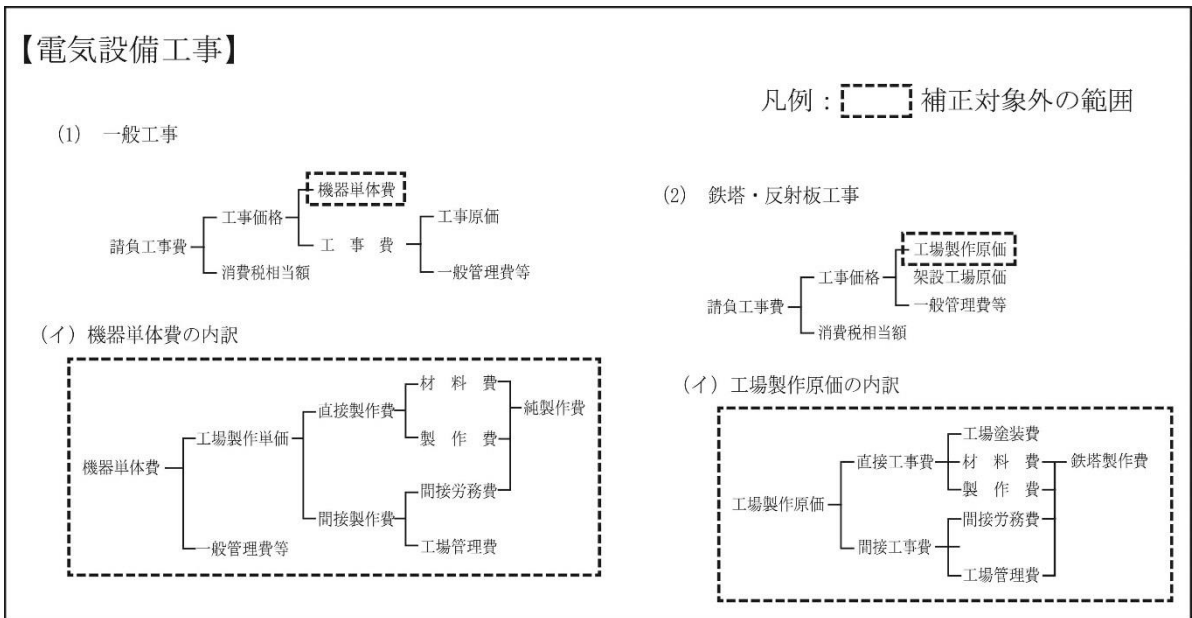 【電気設備工事】
凡例：補正対象外の範囲
(1) 一般工事
機器単体費
工事価格
工事原価
請負工事費
工 事 費
消費税相当額
一般管理費等
(イ) 機器単体費の内訳
材 料 費
直接製作費
純製作費
工場製作単価
製 作 費
機器単体費
間接労務費
間接製作費
一般管理費等
工場管理費
(2) 鉄塔・反射板工事
工場製作原価
工事価格
架設工場原価
請負工事費
一般管理費等
消費税相当額
(イ) 工場製作原価の内訳
工場塗装費
直接工事費
材 料 費
鉄塔製作費
製 作 費
工場製作原価
間接労務費
間接工事費
工場管理費